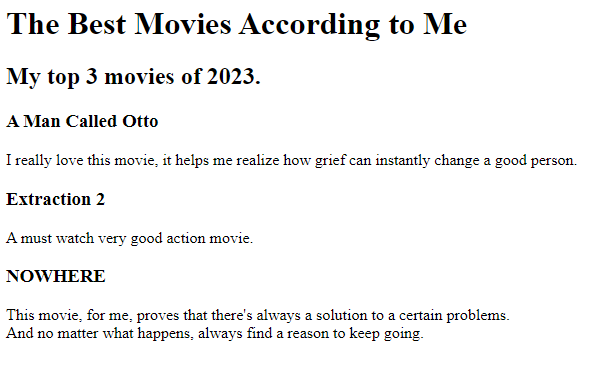 The Best Movies According to Me
My top 3 movies of 2023.
A Man Called Otto
I really love this movie, it helps me realize how grief can instantly change a good person.
Extraction 2
A must watch very good action movie.
NOWHERE
This movie, for me, proves that there's always a solution to a certain problems.
And no matter what happens, always find a reason to keep going.